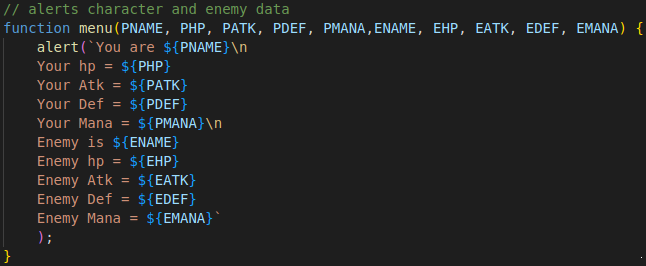 // alerts character and enemy data
function menu(PNAME, PHP, PATK, PDEF, PMANA,ENAME, EHP, EATK, EDEF, EMANA) {
    alert(`You are ${PNAME}\n
    Your hp = ${PHP}
    Your Atk = ${PATK}
    Your Def = ${PDEF}
    Your Mana = ${PMANA}\n
    Enemy is ${ENAME}
    Enemy hp = ${EHP}
    Enemy Atk = ${EATK}
    Enemy Def = ${EDEF}
    Enemy Mana = ${EMANA}`
    );
}